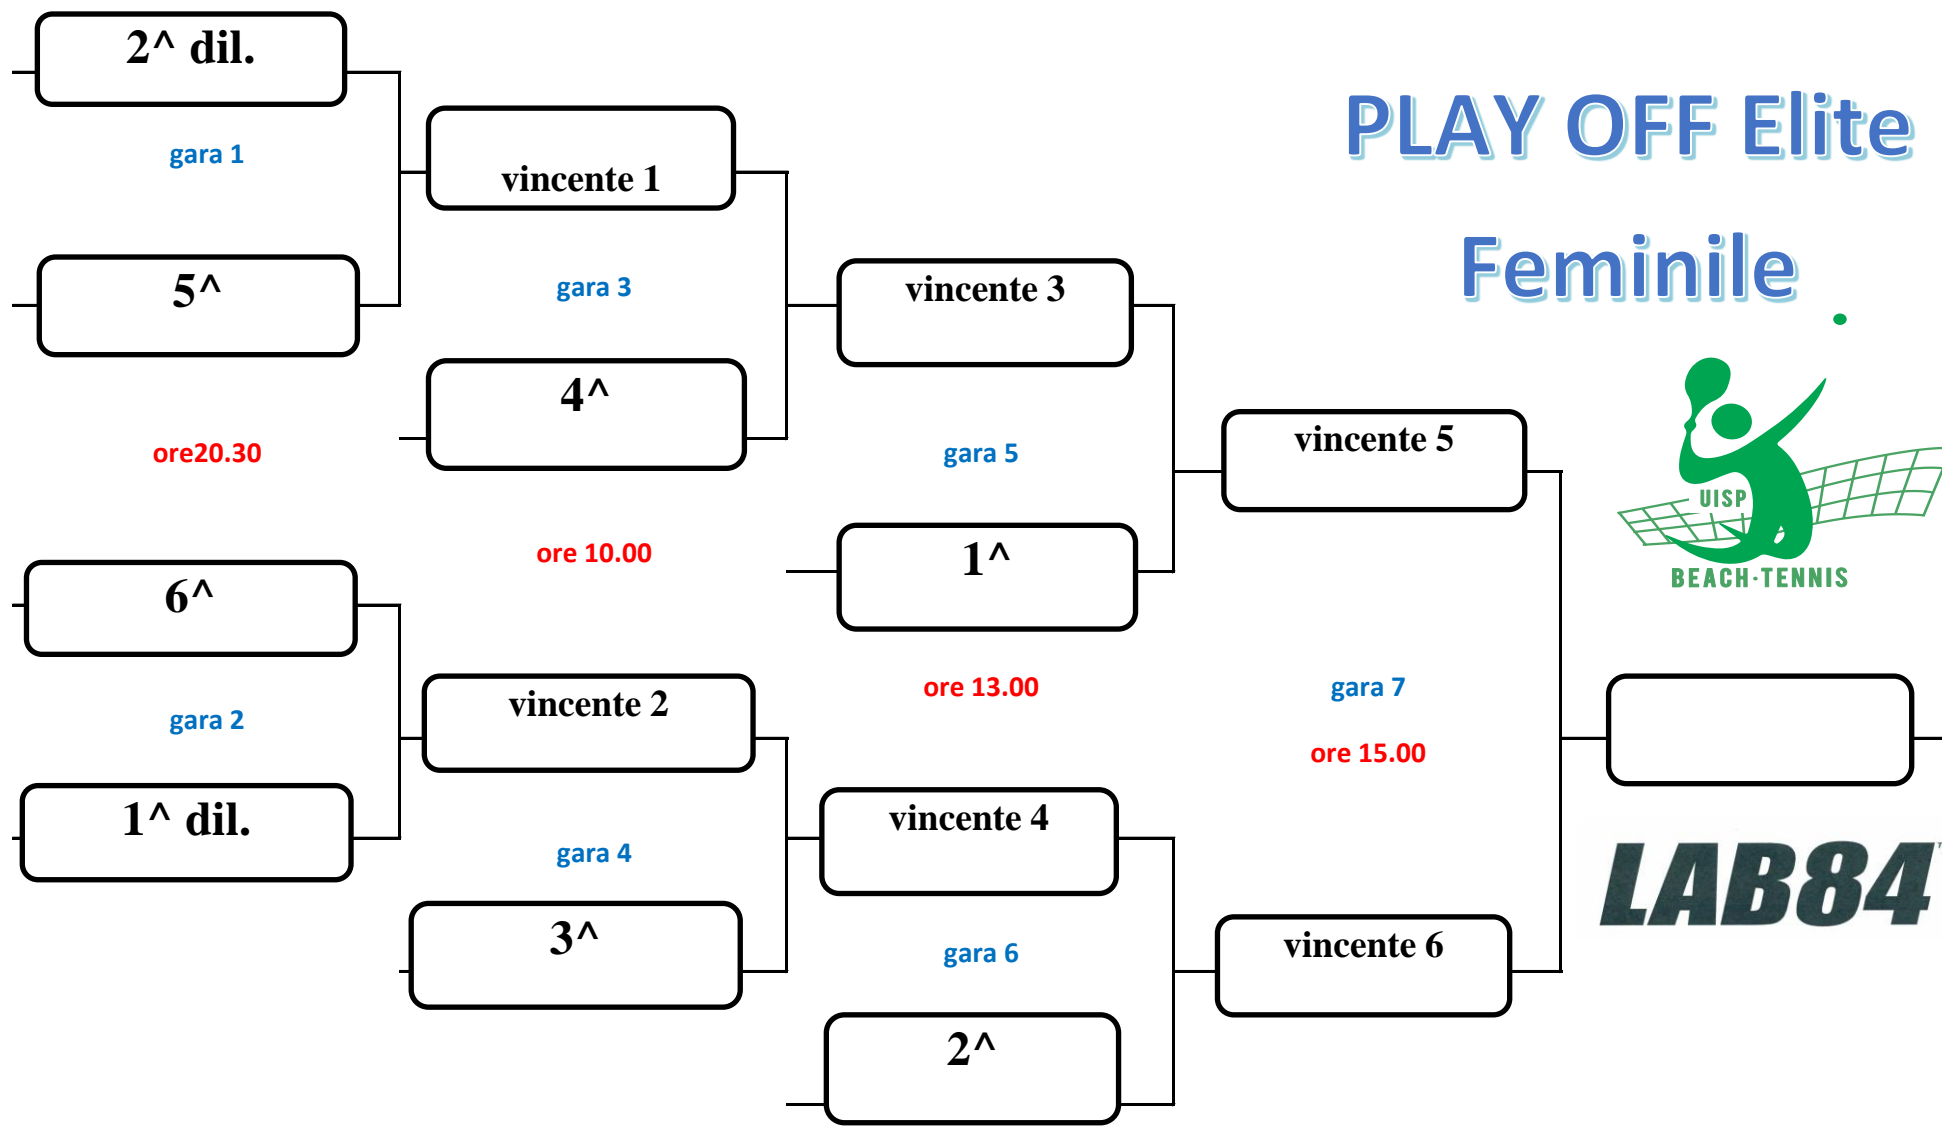 2^ dil.
gara 1
5^
ore20.30
6^
gara 2
1^ dil.
vincente 1
gara 3
4^
ore 10.00
vincente 2
gara 4
3^
vincente 3
gara 5
1^
ore 13.00
vincente 4
gara 6
2^
vincente 5
gara 7
ore 15.00
vincente 6
PLAY OFF Elite
Feminile
UISP
BEACH·TENNIS
LAB84